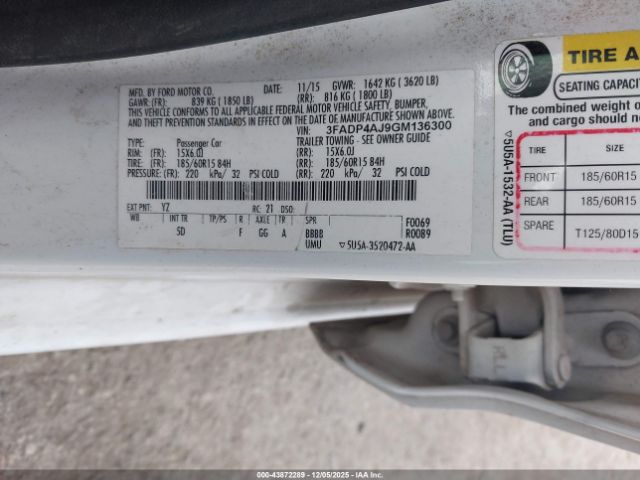 MFD. BY FORD MOTOR CO. DATE: 11/15 GVWR: 1642 KG ( 3620 LB)
GAWR: (FR): 839 KG ( 1850 LB) (RR): 816 KG ( 1800 LB)
THIS VEHICLE CONFORMS TO ALL APPLICABLE FEDERAL MOTOR VEHICLE SAFETY, BUMPER,
AND THEFT PREVENTION STANDARDS IN EFFECT ON THE DATE OF MANUFACTURE SHOWN ABOVE.
VIN: 3FADP4AJ9GM136300
TYPE: Passenger Car TRAILER TOWING - SEE OWNER GUIDE
RIM: (FR): 15X6.0J (RR): 15X6.0J
TIRE: (FR): 185/60R15 84H (RR): 185/60R15 84H
PRESSURE: (FR): 220 kPa/ 32 PSI COLD (RR): 220 kPa/ 32 PSI COLD
EXT PNT: YZ RC: 21 DSO:
WB INT TR TP/PS R AXLE TR SPR F0069
SD F GG A BBBB R0089
UMU ▽5U5A-3520472-AA
TIRE A
SEATING CAPACI
The combined weight o
and cargo should ne
TIRE SIZE
FRONT 185/60R15
REAR 185/60R15
SPARE T125/80D15
▽5U5A-1532-AA (TLU)
000-43872289 - 12/05/2025 - IAA Inc.